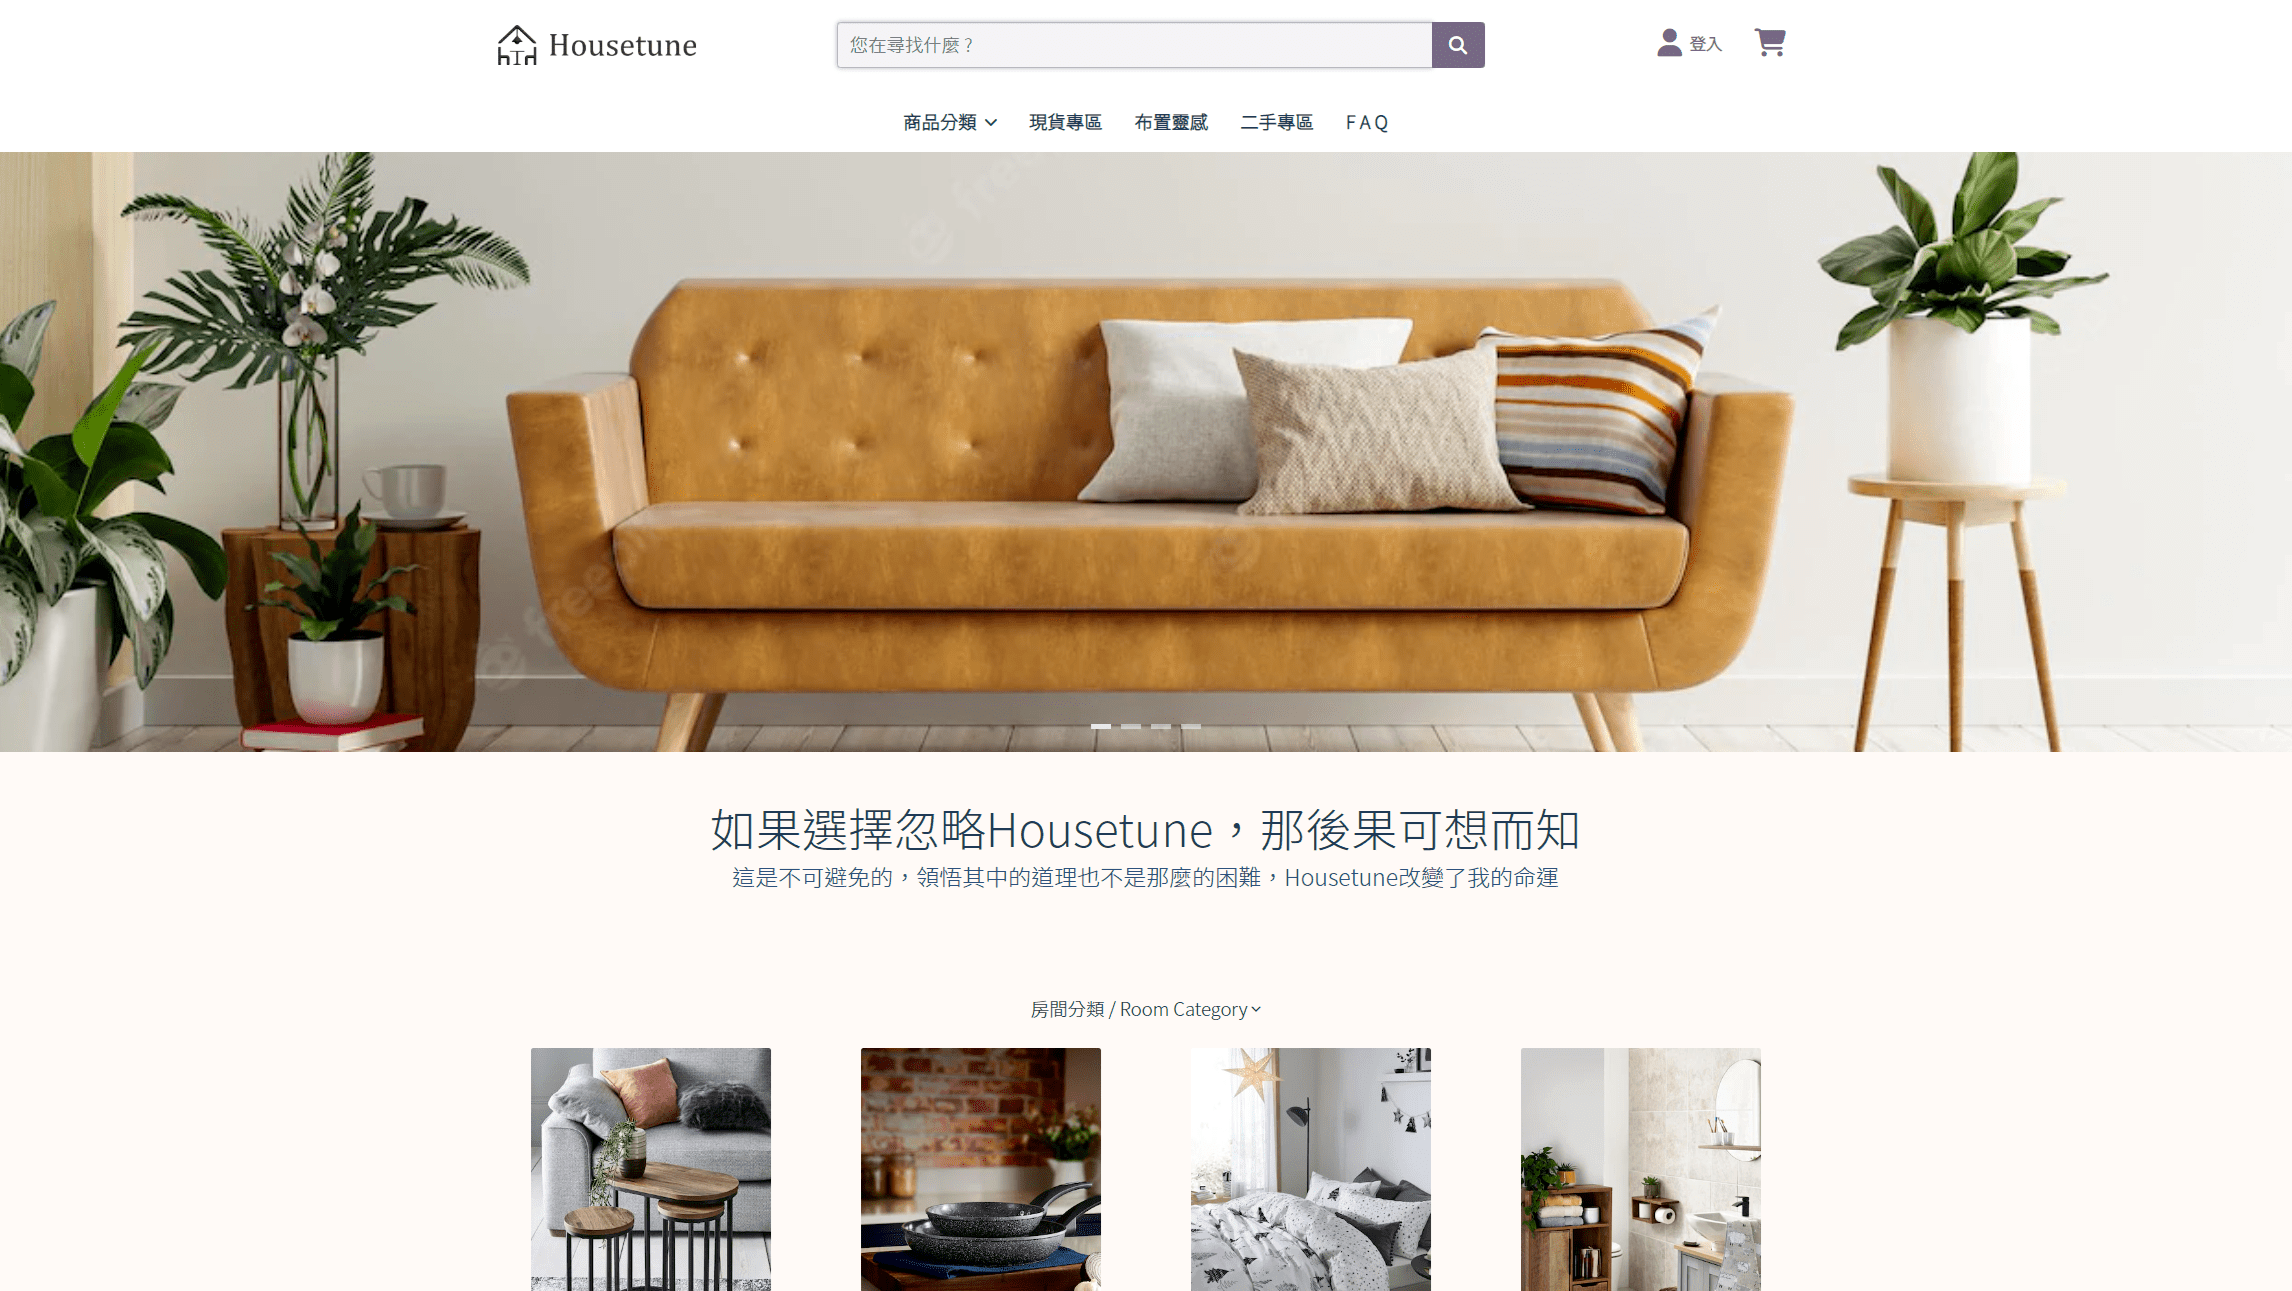 Housetune
您在尋找什麼？
登入
商品分類
現貨專區
布置靈感
二手專區
F A Q
如果選擇忽略Housetune，那後果可想而知
這是不可避免的，領悟其中的道理也不是那麼的困難，Housetune改變了我的命運
房間分類 / Room Category